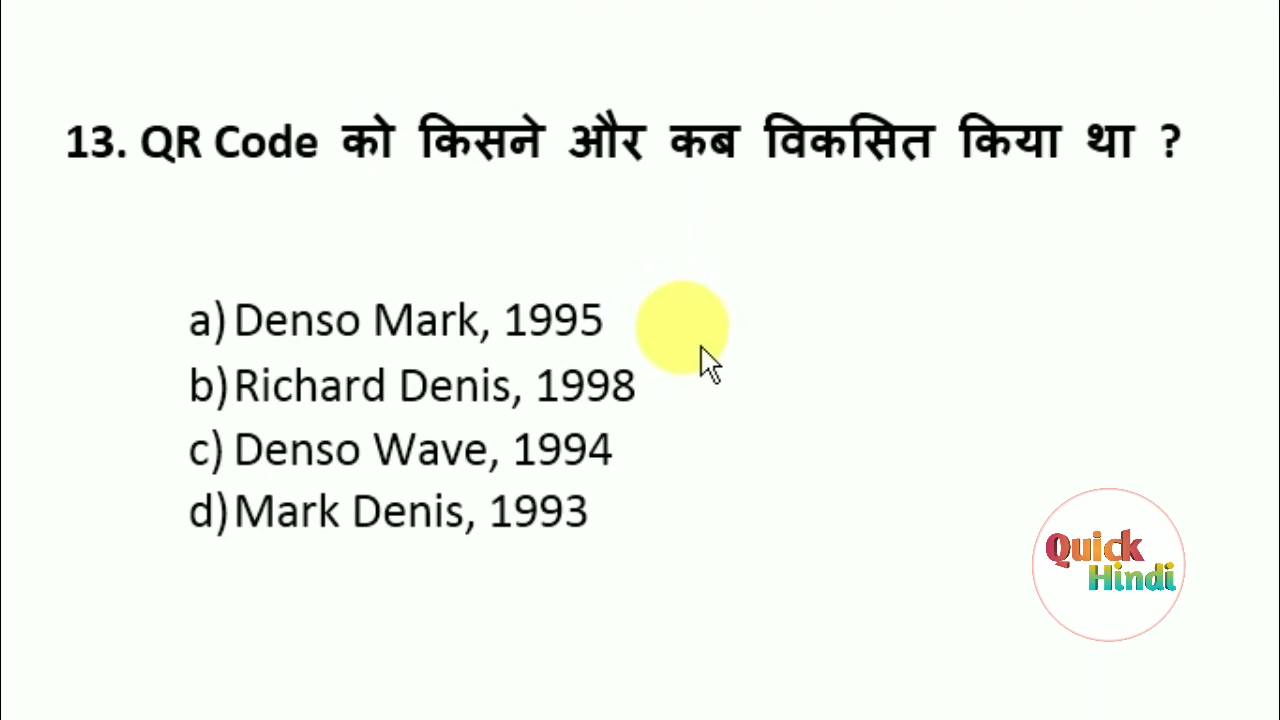 13. QR Code को किसने और कब विकसित किया था ?
a) Denso Mark, 1995
b) Richard Denis, 1998
c) Denso Wave, 1994
d) Mark Denis, 1993
Quick
Hindi